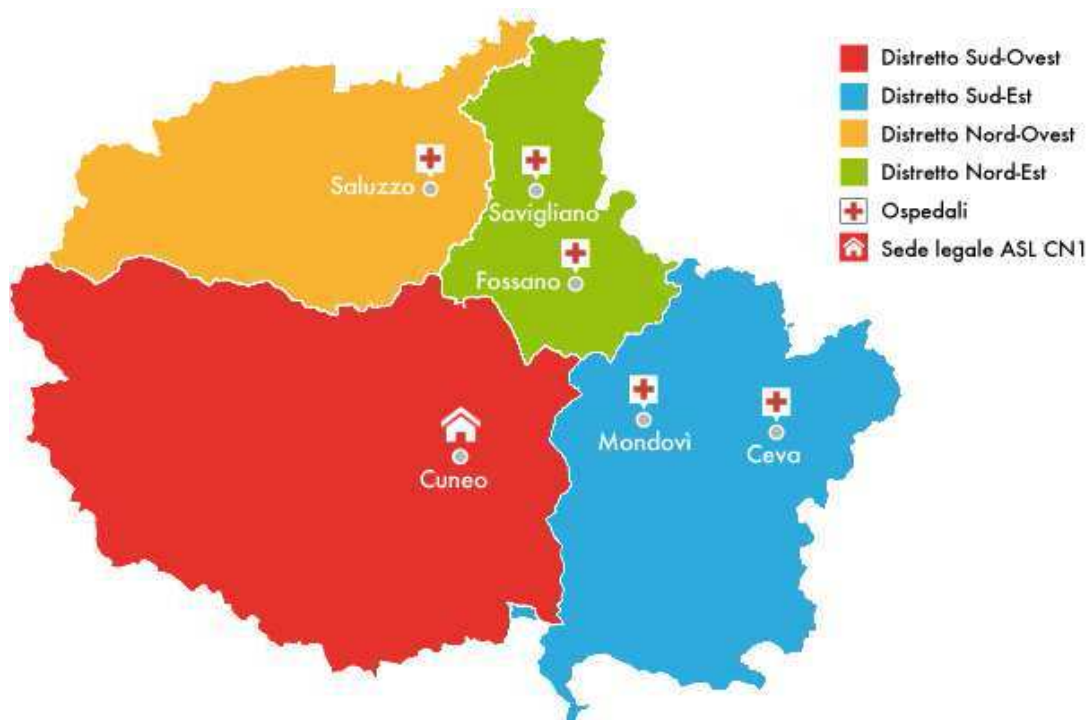 Distretto Sud-Ovest
Distretto Sud-Est
Distretto Nord-Ovest
Distretto Nord-Est
Ospedali
Sede legale ASL CN1
Saluzzo
Savigliano
Fossano
Mondovì
Ceva
Cuneo